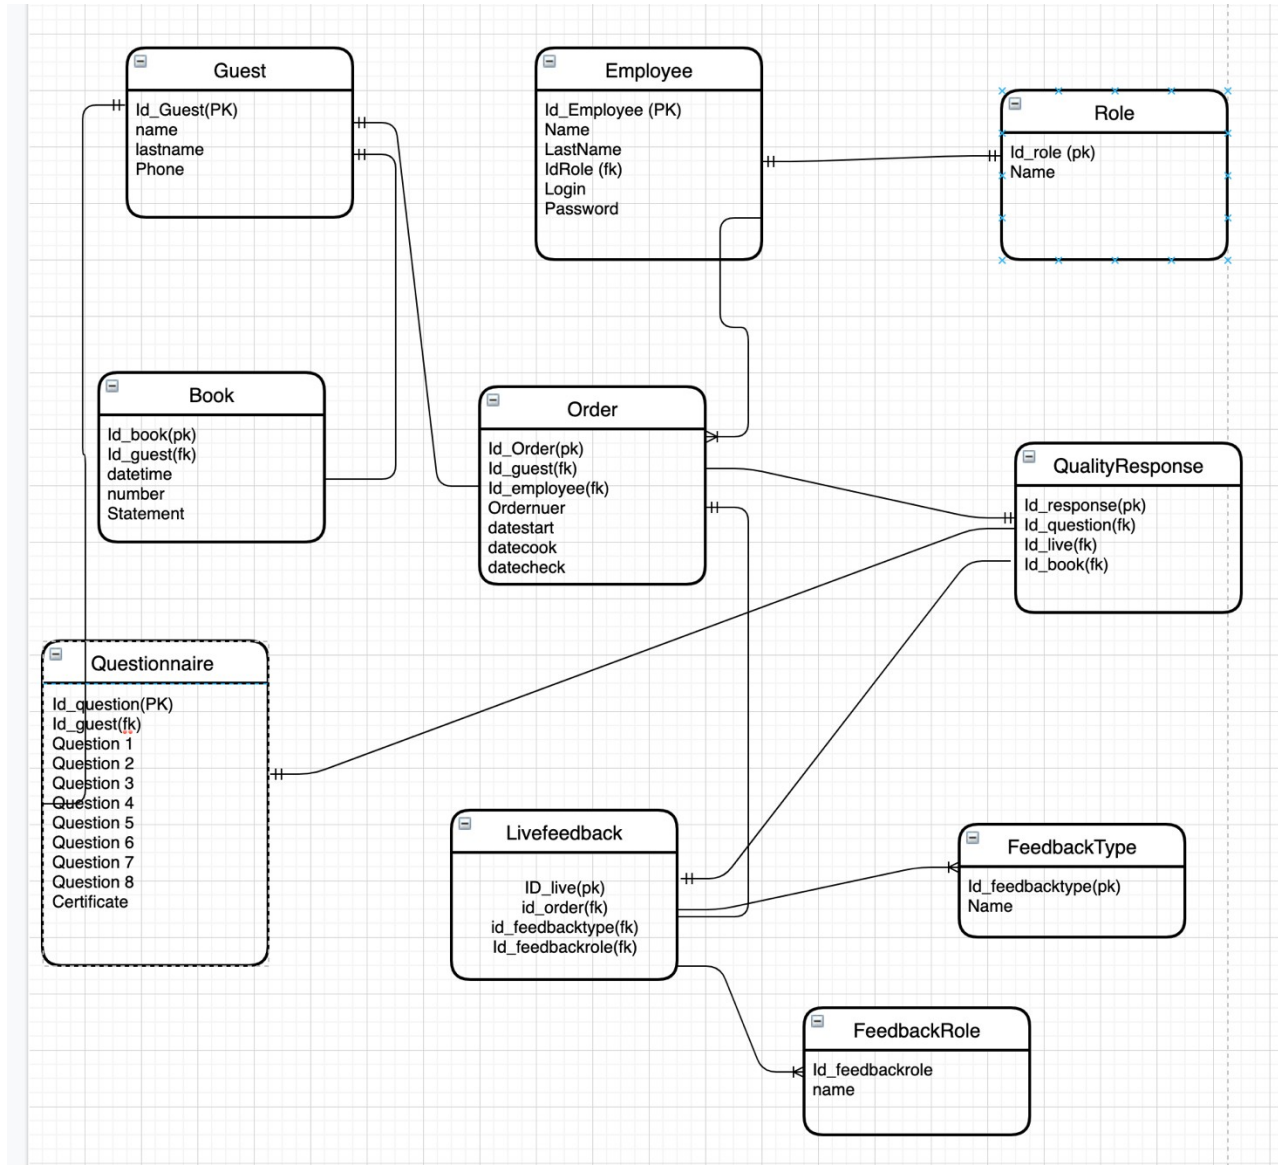 Guest
Id_Guest(PK)
name
lastname
Phone
Employee
Id_Employee (PK)
Name
LastName
IdRole (fk)
Login
Password
Role
Id_role (pk)
Name
Book
Id_book(pk)
Id_guest(fk)
datetime
number
Statement
Order
Id_Order(pk)
Id_guest(fk)
Id_employee(fk)
Ordernuer
datestart
datecook
datecheck
QualityResponse
Id_response(pk)
Id_question(fk)
Id_live(fk)
Id_book(fk)
Questionnaire
Id_question(PK)
Id_guest(fk)
Question 1
Question 2
Question 3
Question 4
Question 5
Question 6
Question 7
Question 8
Certificate
Livefeedback
ID_live(pk)
id_order(fk)
id_feedbacktype(fk)
Id_feedbackrole(fk)
FeedbackType
Id_feedbacktype(pk)
Name
FeedbackRole
Id_feedbackrole
name